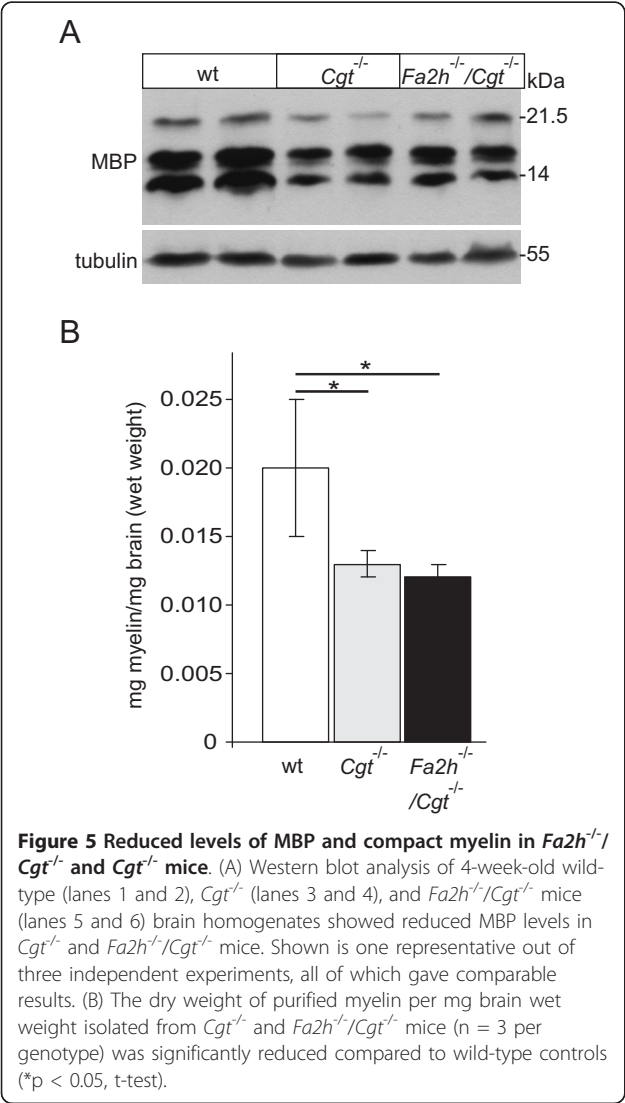 A
wt Cgt-/- Fa2h-/-/Cgt-/- kDa
-21.5
MBP
-14
tubulin -55
B
mg myelin/mg brain (wet weight)
*
*
0.025
0.020
0.015
0.010
0.005
0
wt Cgt-/- Fa2h-/-
/Cgt-/-
Figure 5 Reduced levels of MBP and compact myelin in Fa2h-/-/
Cgt-/- and Cgt-/- mice. (A) Western blot analysis of 4-week-old wild-
type (lanes 1 and 2), Cgt-/- (lanes 3 and 4), and Fa2h-/-/Cgt-/- mice
(lanes 5 and 6) brain homogenates showed reduced MBP levels in
Cgt-/- and Fa2h-/-/Cgt-/- mice. Shown is one representative out of
three independent experiments, all of which gave comparable
results. (B) The dry weight of purified myelin per mg brain wet
weight isolated from Cgt-/- and Fa2h-/-/Cgt-/- mice (n = 3 per
genotype) was significantly reduced compared to wild-type controls
(*p < 0.05, t-test).